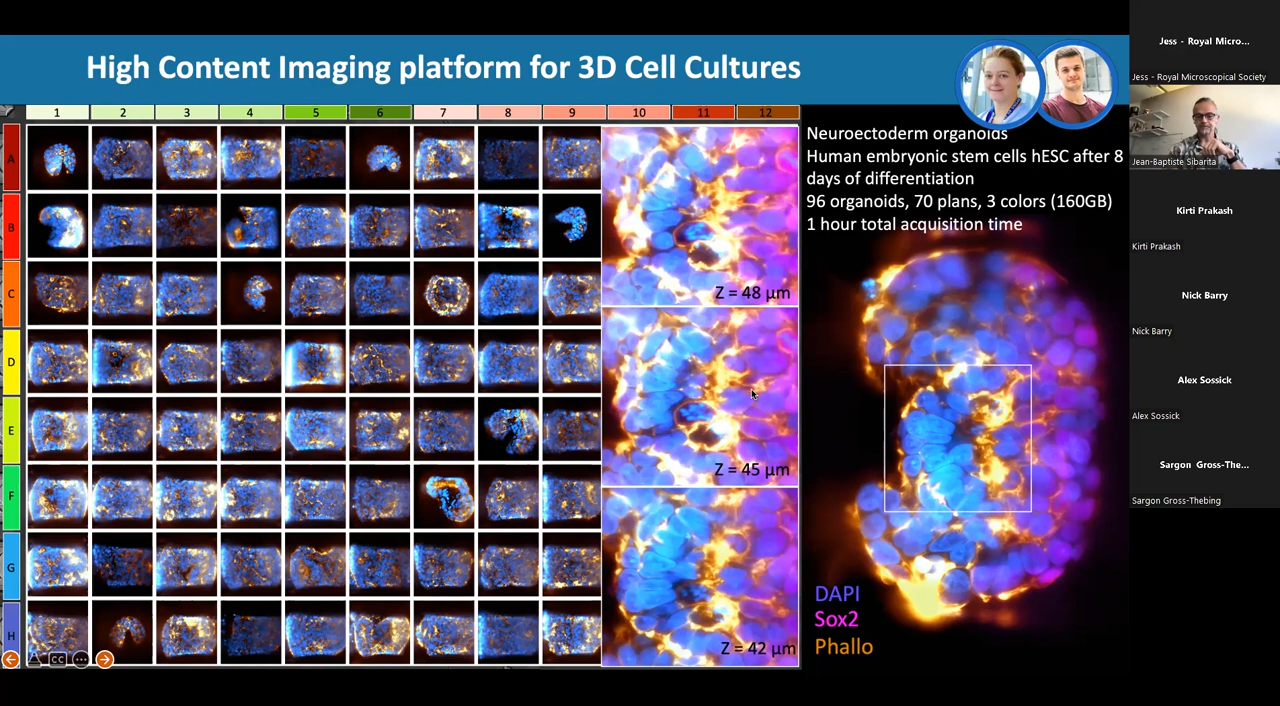 High Content Imaging platform for 3D Cell Cultures
1 2 3 4 5 6 7 8 9 10 11 12
A
B
C
D
E
F
G
H
Z = 48 µm
Z = 45 µm
Z = 42 µm
Neuroectoderm organoids
Human embryonic stem cells hESC after 8
days of differentiation
96 organoids, 70 plans, 3 colors (160GB)
1 hour total acquisition time
DAPI
Sox2
Phallo
CC
Jess - Royal Micro...
Jess - Royal Microscopical Society
Jean-Baptiste Sibarita
Kirti Prakash
Kirti Prakash
Nick Barry
Nick Barry
Alex Sossick
Alex Sossick
Sargon Gross-The...
Sargon Gross-Thebing